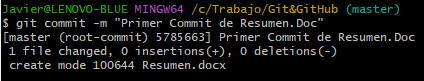 Javier@LENOVO-BLUE MINGW64 /c/Trabajo/Git&GitHub (master)
$ git commit -m "Primer Commit de Resumen.Doc"
[master (root-commit) 5785663] Primer Commit de Resumen.Doc
 1 file changed, 0 insertions(+), 0 deletions(-)
 create mode 100644 Resumen.docx